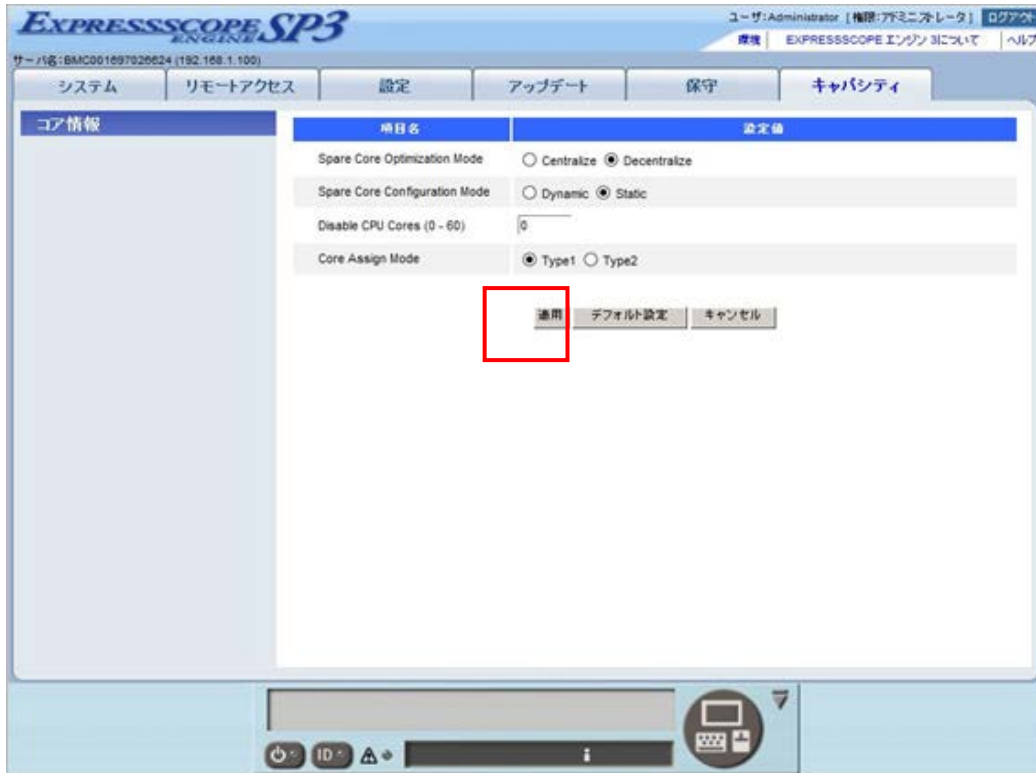 EXPRESSSCOPE ENGINE SP3
ユーザ:Administrator [権限:アドミニストレータ] ログアウト
環境 EXPRESSSCOPE エンジン 3について ヘルプ
サーバ名:BMC001697026624 (192.168.1.100)
システム リモートアクセス 設定 アップデート 保守 キャパシティ
コア情報
項目名 設定値
Spare Core Optimization Mode Centralize Decentralize
Spare Core Configuration Mode Dynamic Static
Disable CPU Cores (0 - 60) 0
Core Assign Mode Type1 Type2
適用 デフォルト設定 キャンセル
ID